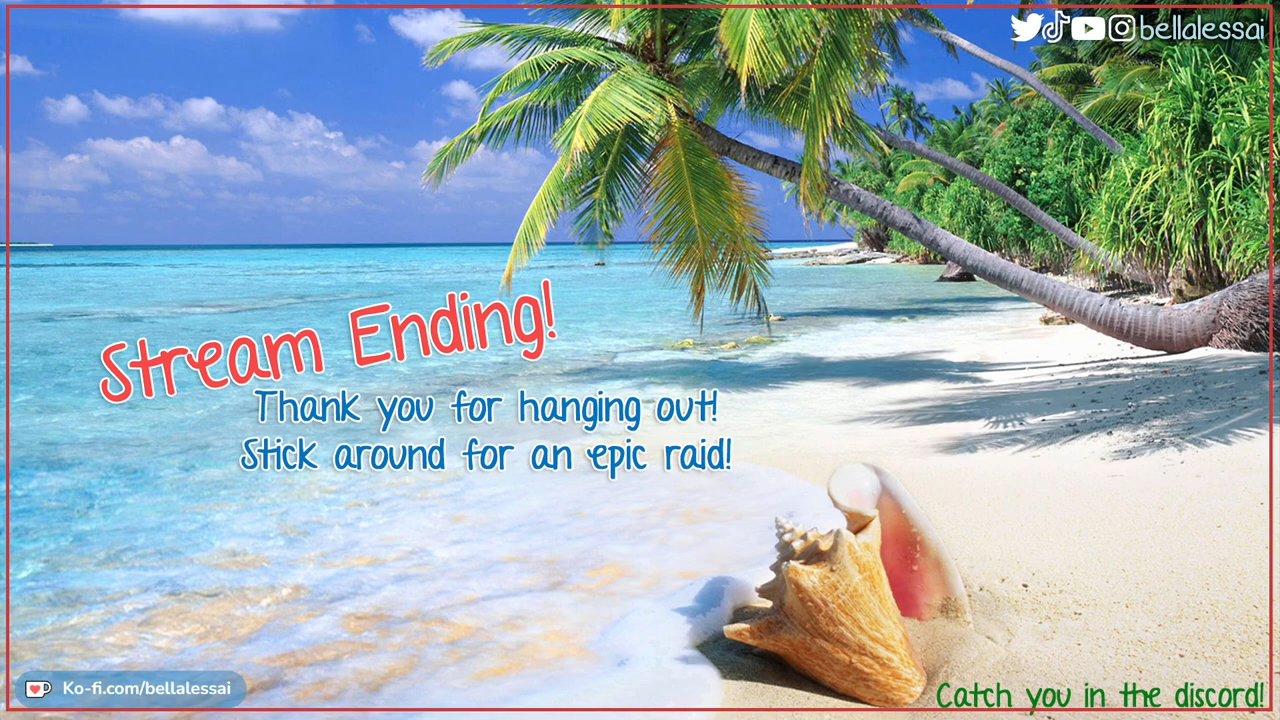 bellalessai
Stream Ending!
Thank you for hanging out!
Stick around for an epic raid!
Ko-fi.com/bellalessai
Catch you in the discord!